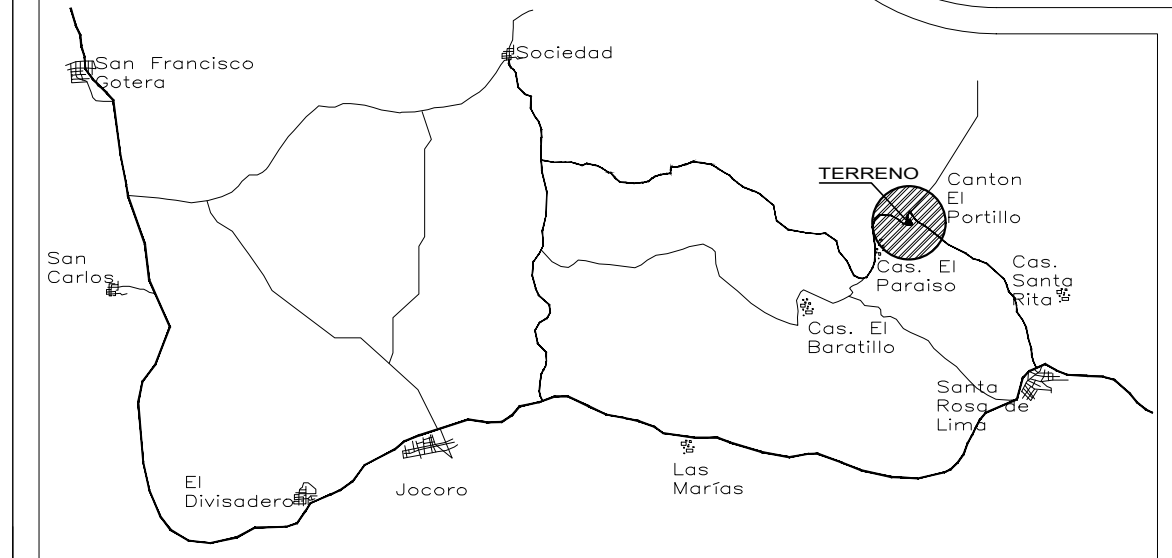 San Francisco
Gotera
Sociedad
TERRENO
Canton
El
Portillo
San
Carlos
Cas. El
Paraiso
Cas.
Santa
Rita
Cas. El
Baratillo
Santa
Rosa de
Lima
El
Divisadero
Jocoro
Las
Marías